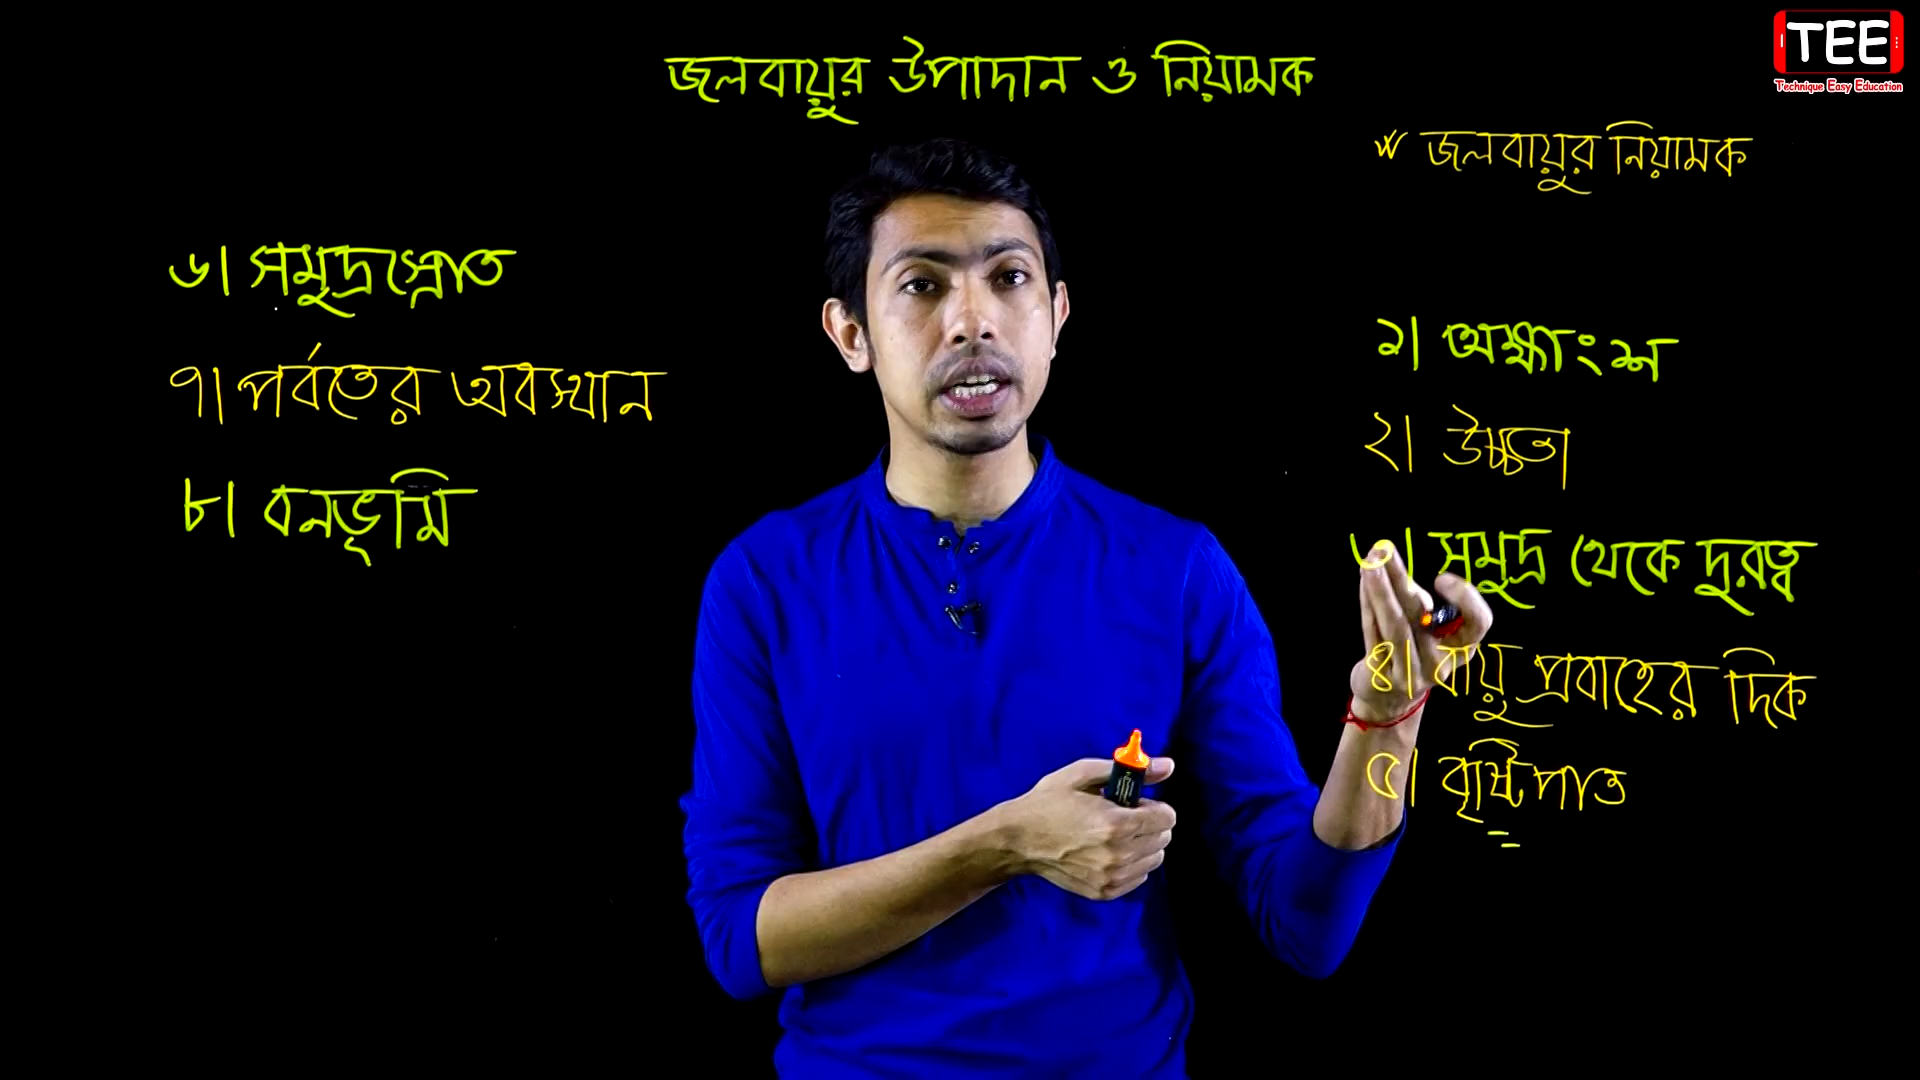 TEE
Technique Easy Education
জলবায়ুর উপাদান ও নিয়ামক
* জলবায়ুর নিয়ামক
১। অক্ষাংশ
২। উচ্চতা
৩। সমুদ্র থেকে দূরত্ব
৪। বায়ু প্রবাহের দিক
৫। বৃষ্টিপাত
৬। সমুদ্রস্রোত
৭। পর্বতের অবস্থান
৮। বনভূমি